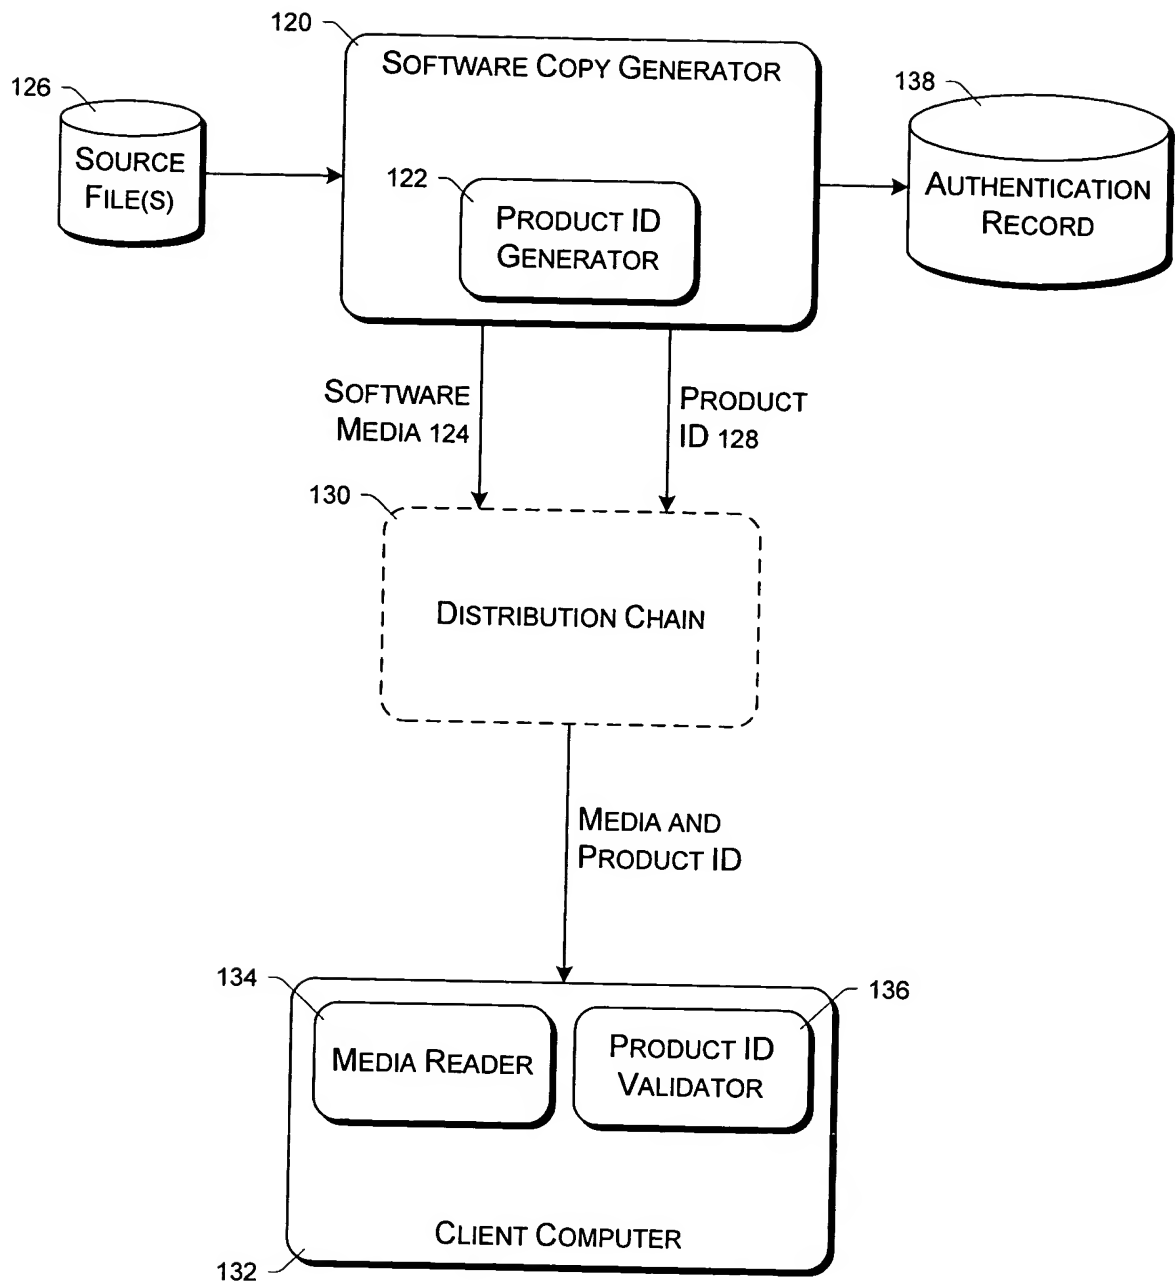 120
SOFTWARE COPY GENERATOR
126
138
SOURCE
FILE(S)
122
PRODUCT ID
GENERATOR
AUTHENTICATION
RECORD
SOFTWARE
MEDIA 124
PRODUCT
ID 128
130
DISTRIBUTION CHAIN
MEDIA AND
PRODUCT ID
134
136
MEDIA READER
PRODUCT ID
VALIDATOR
CLIENT COMPUTER
132